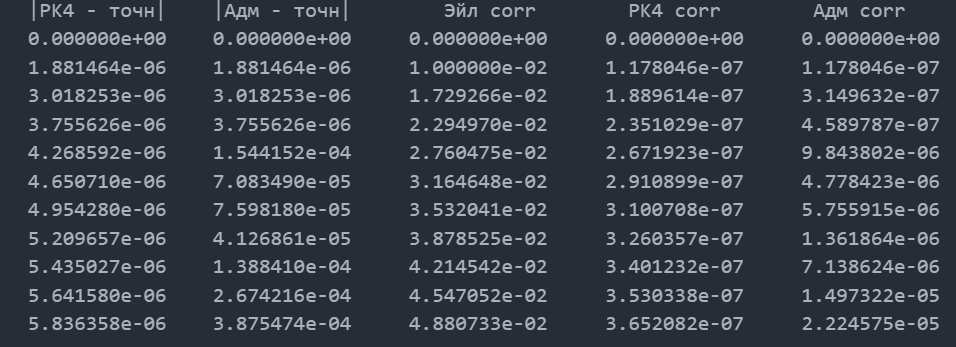 |РК4 - точн| |Адм - точн| Эйл corr РК4 corr Адм corr
0.000000e+00 0.000000e+00 0.000000e+00 0.000000e+00 0.000000e+00
1.881464e-06 1.881464e-06 1.000000e-02 1.178046e-07 1.178046e-07
3.018253e-06 3.018253e-06 1.729266e-02 1.889614e-07 3.149632e-07
3.755626e-06 3.755626e-06 2.294970e-02 2.351029e-07 4.589787e-07
4.268592e-06 1.544152e-04 2.760475e-02 2.671923e-07 9.843802e-06
4.650710e-06 7.083490e-05 3.164648e-02 2.910899e-07 4.778423e-06
4.954280e-06 7.598180e-05 3.532041e-02 3.100708e-07 5.755915e-06
5.209657e-06 4.126861e-05 3.878525e-02 3.260357e-07 1.361864e-06
5.435027e-06 1.388410e-04 4.214542e-02 3.401232e-07 7.138624e-06
5.641580e-06 2.674216e-04 4.547052e-02 3.530338e-07 1.497322e-05
5.836358e-06 3.875474e-04 4.880733e-02 3.652082e-07 2.224575e-05